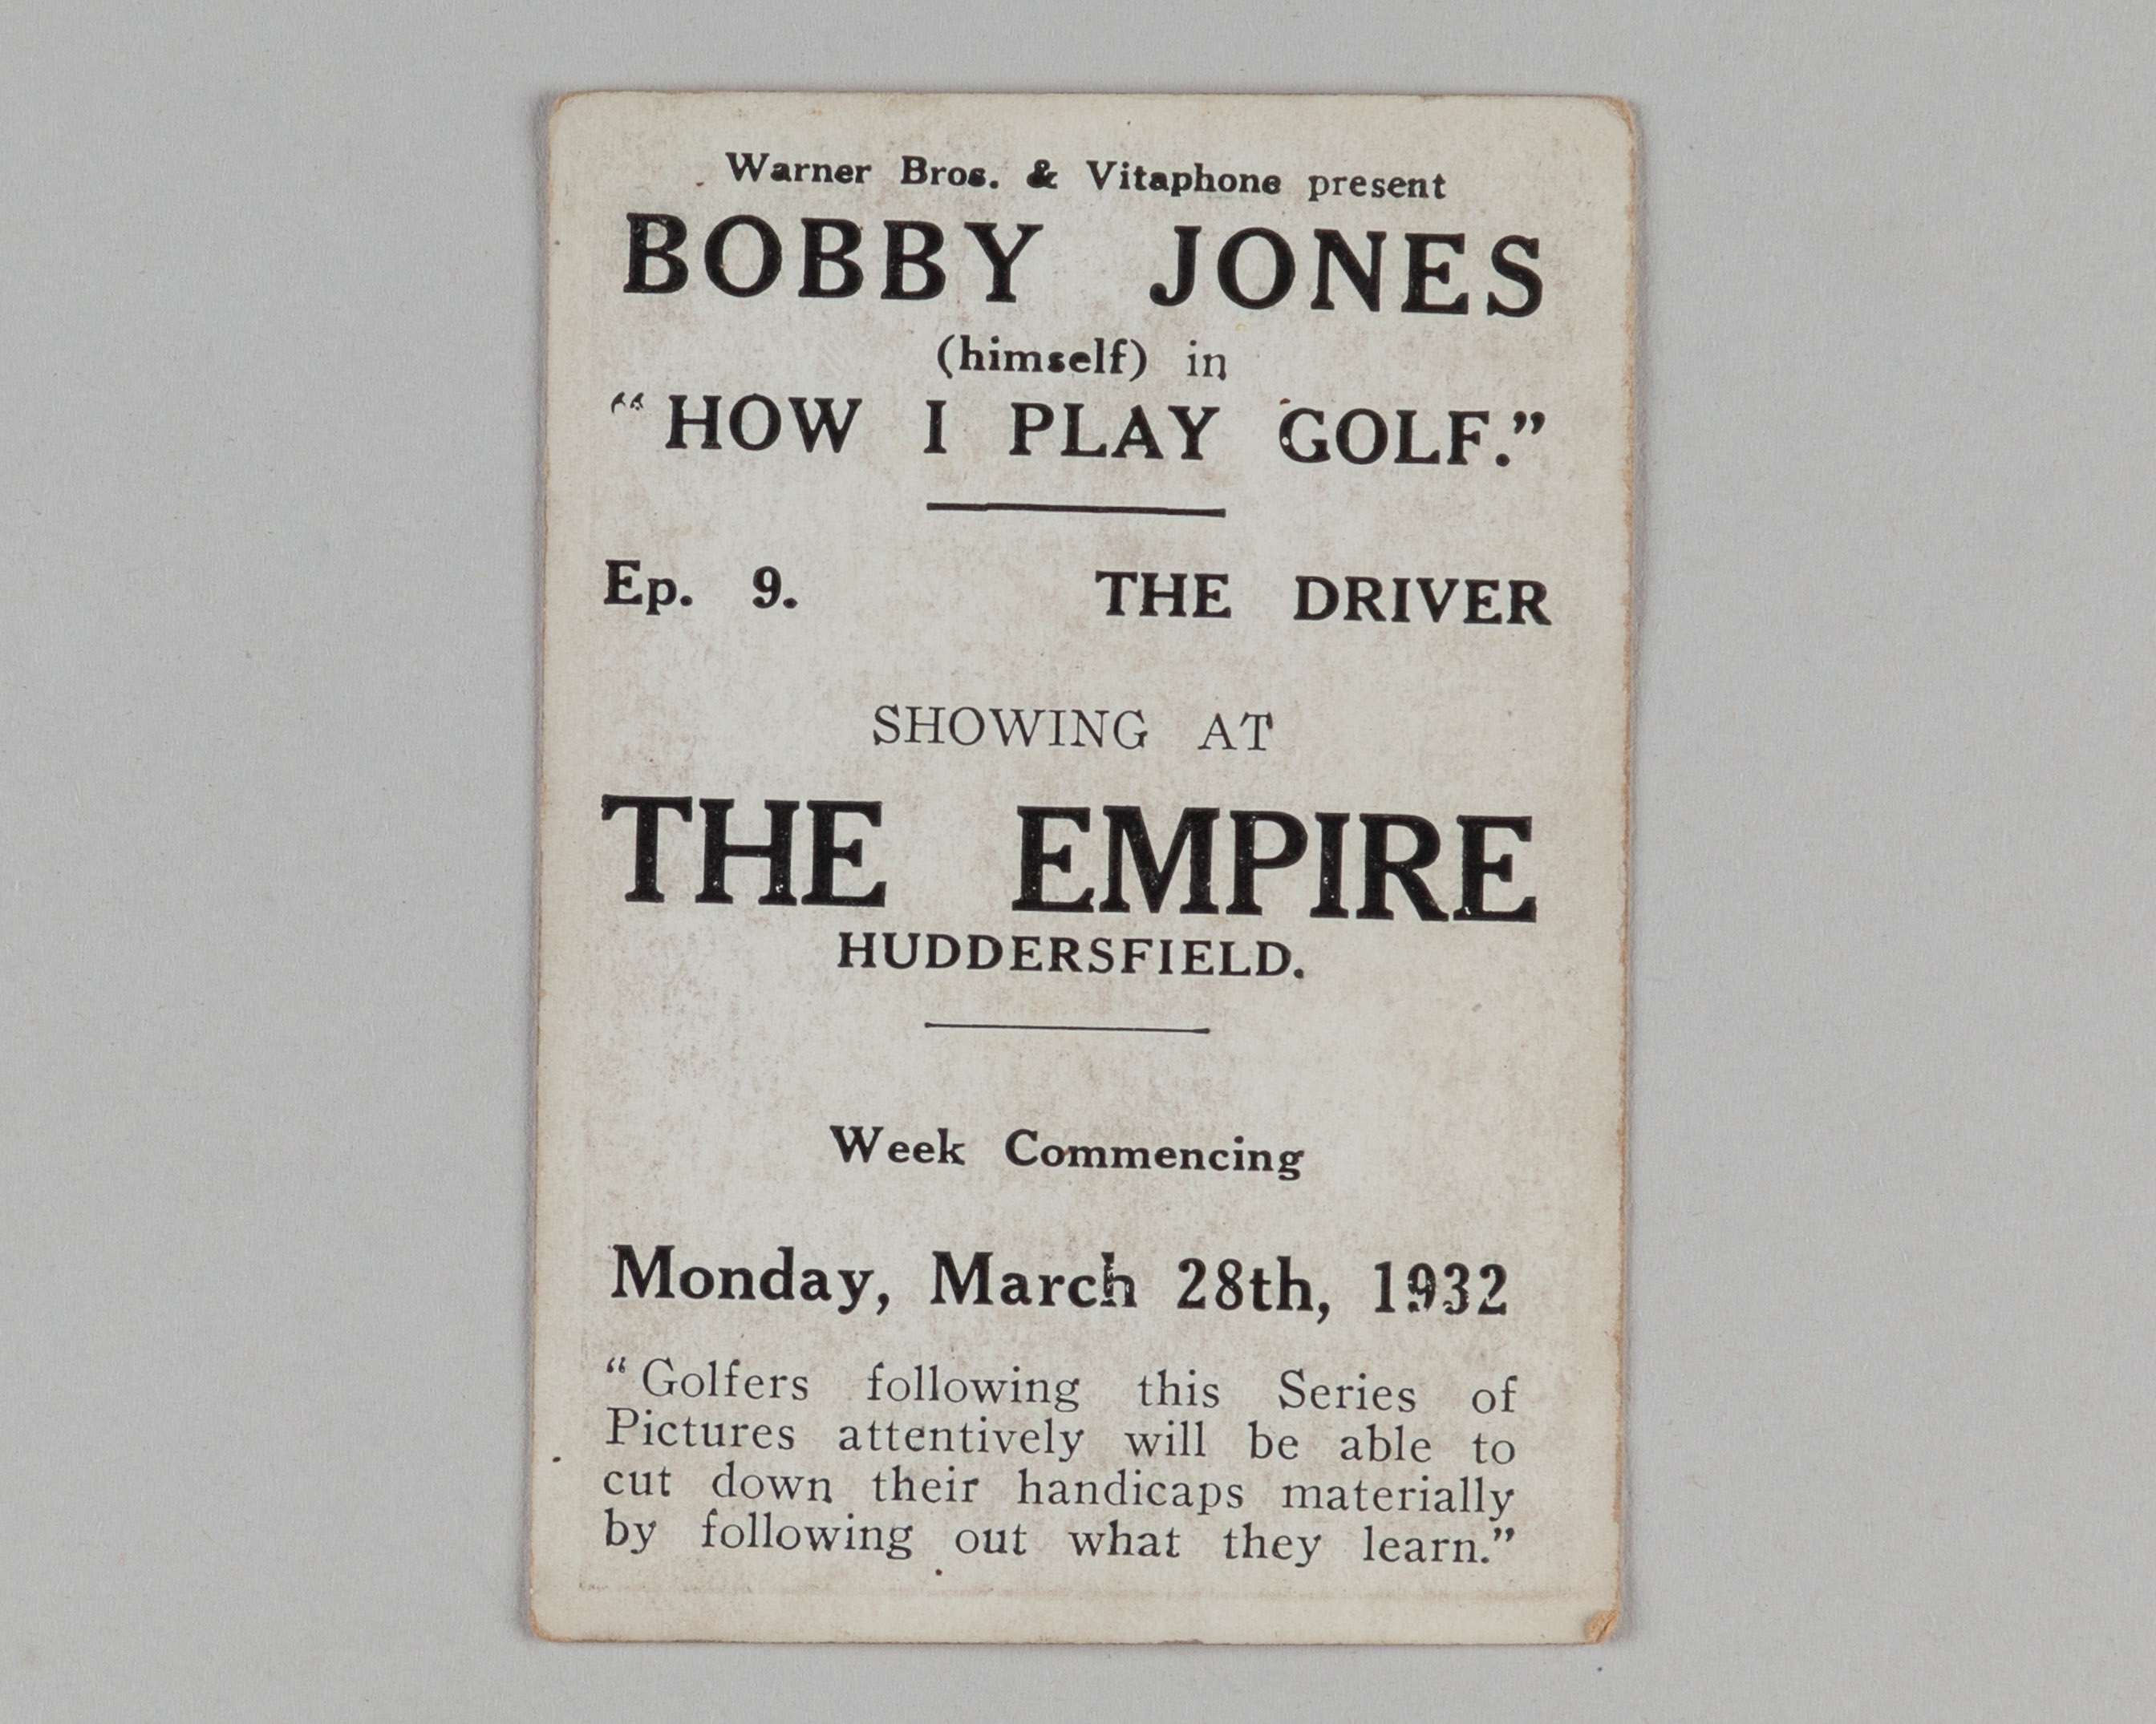 Warner Bros. & Vitaphone present
BOBBY JONES
(himself) in
“HOW I PLAY GOLF.”
Ep. 9. THE DRIVER
SHOWING AT
THE EMPIRE
HUDDERSFIELD.
Week Commencing
Monday, March 28th, 1932
“Golfers following this Series of
Pictures attentively will be able to
cut down their handicaps materially
by following out what they learn.”